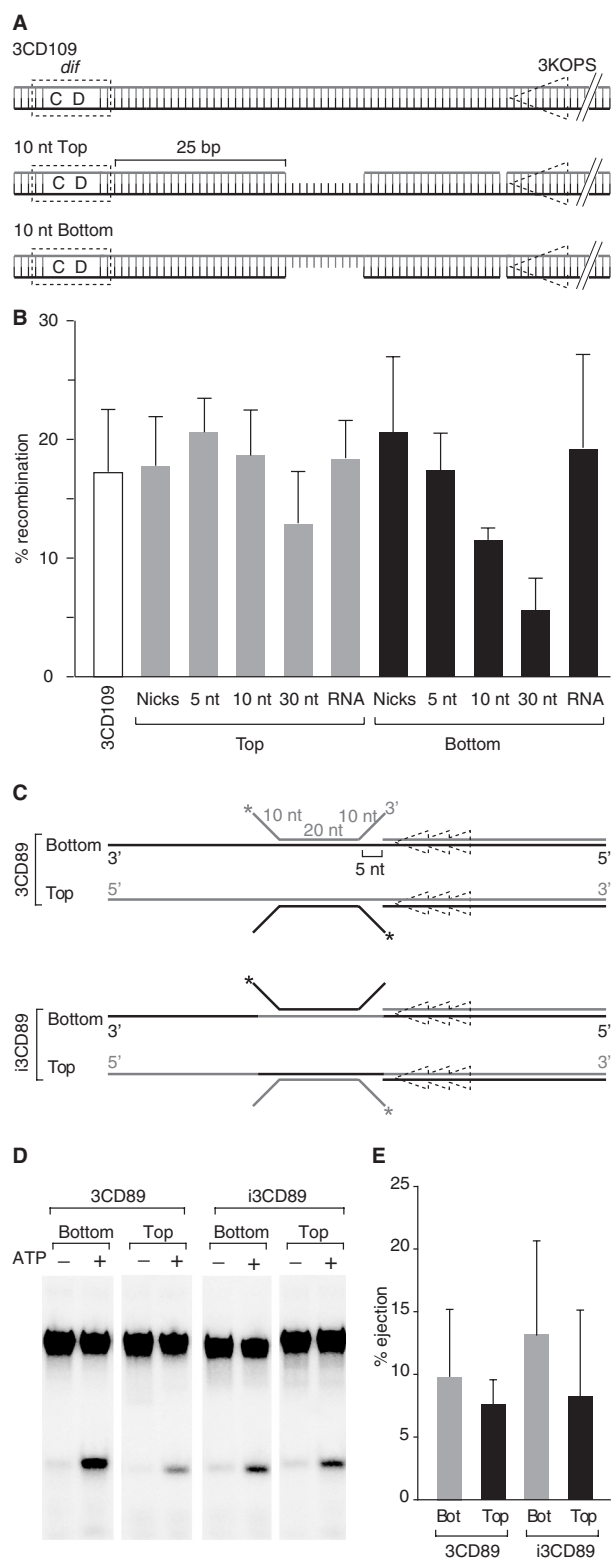 A
3CD109
dif
3KOPS
C D
10 nt Top
25 bp
C D
10 nt Bottom
C D
B
30
20
10
0
% recombination
3CD109
Nicks 5 nt 10 nt 30 nt RNA Nicks 5 nt 10 nt 30 nt RNA
Top Bottom
C
* 10 nt 10 nt 3’
20 nt
3CD89
Bottom
3’ 5’
5 nt
Top
5’ 3’
*
*
i3CD89
Bottom
3’ 5’
Top
5’ 3’
*
D
3CD89 i3CD89
Bottom Top Bottom Top
ATP – + – + – + – +
E
25
20
15
10
5
0
% ejection
Bot Top Bot Top
3CD89 i3CD89